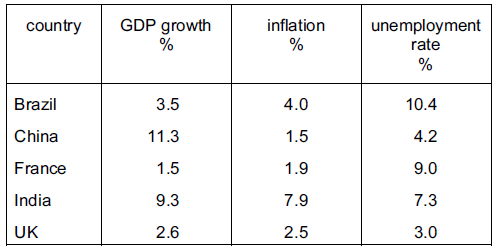 country GDP growth % inflation % unemployment rate %
Brazil 3.5 4.0 10.4
China 11.3 1.5 4.2
France 1.5 1.9 9.0
India 9.3 7.9 7.3
UK 2.6 2.5 3.0